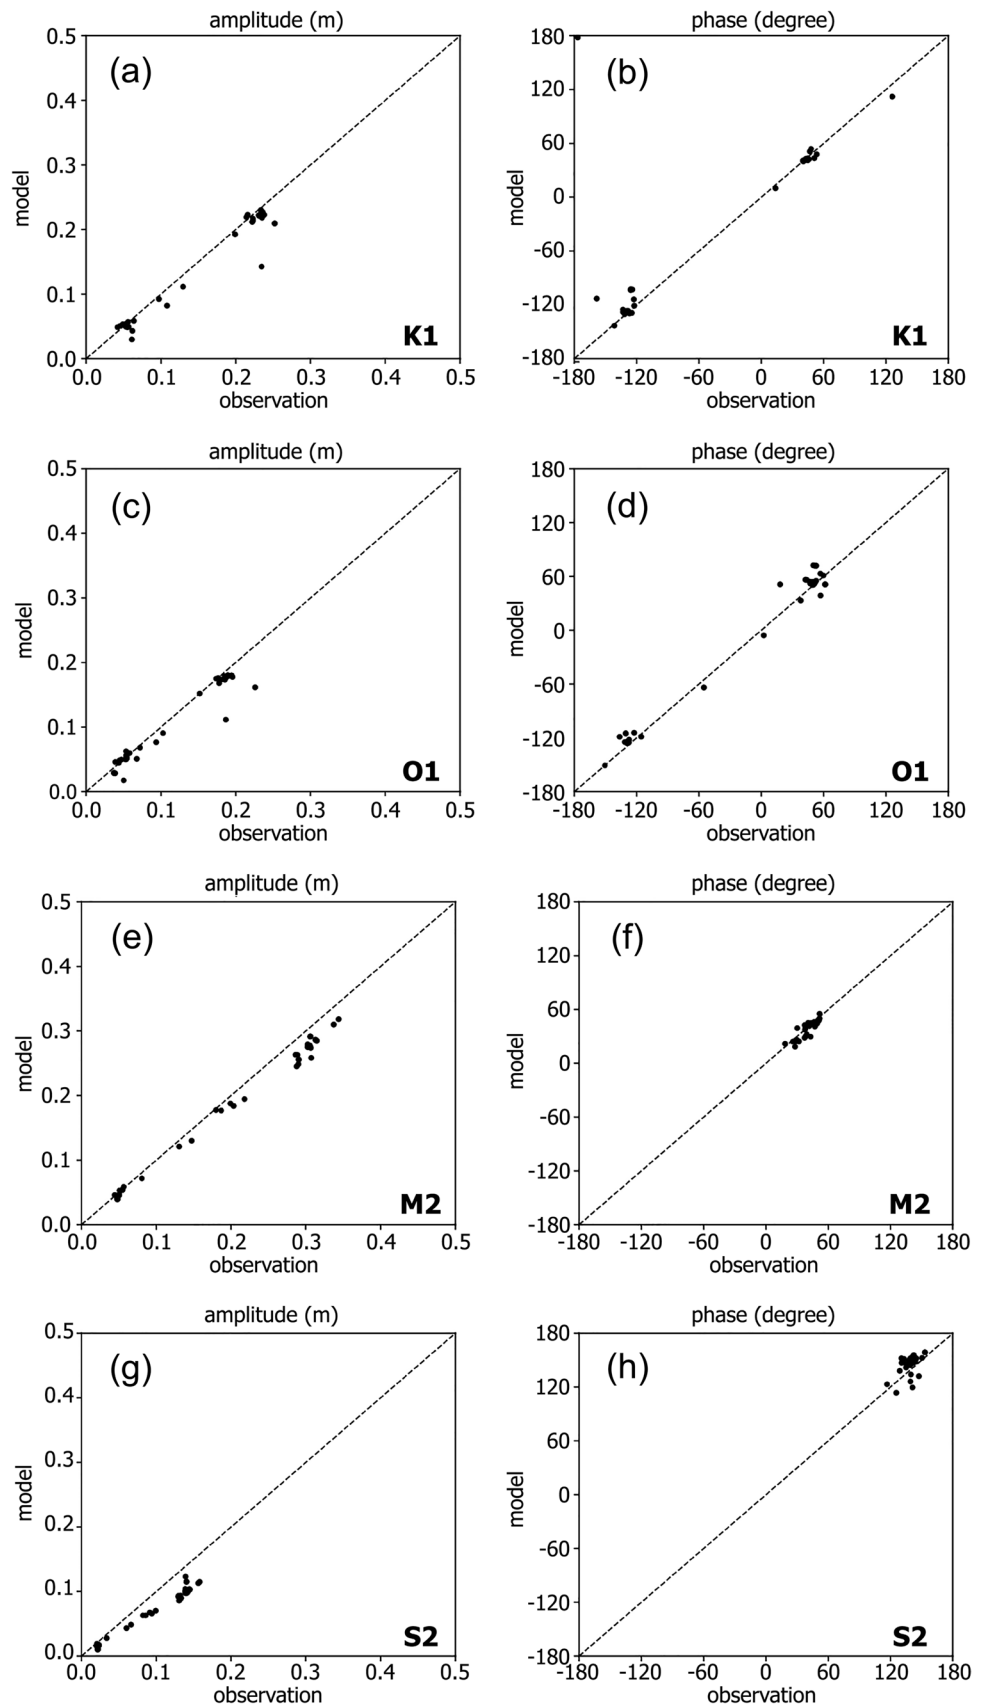 amplitude (m) phase (degree)
0.5 180
(a) (b)
0.4 120
0.3 60
model model
0.2 0
-60
0.1 -120
K1 K1
0.0 -180
0.0 0.1 0.2 0.3 0.4 0.5 -180 -120 -60 0 60 120 180
observation observation
amplitude (m) phase (degree)
0.5 180
(c) (d)
0.4 120
0.3 60
model model
0.2 0
-60
0.1 -120
O1 O1
0.0 -180
0.0 0.1 0.2 0.3 0.4 0.5 -180 -120 -60 0 60 120 180
observation observation
amplitude (m) phase (degree)
0.5 180
(e) (f)
0.4 120
0.3 60
model model
0.2 0
-60
0.1 -120
M2 M2
0.0 -180
0.0 0.1 0.2 0.3 0.4 0.5 -180 -120 -60 0 60 120 180
observation observation
amplitude (m) phase (degree)
0.5 180
(g) (h)
0.4 120
0.3 60
model model
0.2 0
-60
0.1 -120
S2 S2
0.0 -180
0.0 0.1 0.2 0.3 0.4 0.5 -180 -120 -60 0 60 120 180
observation observation